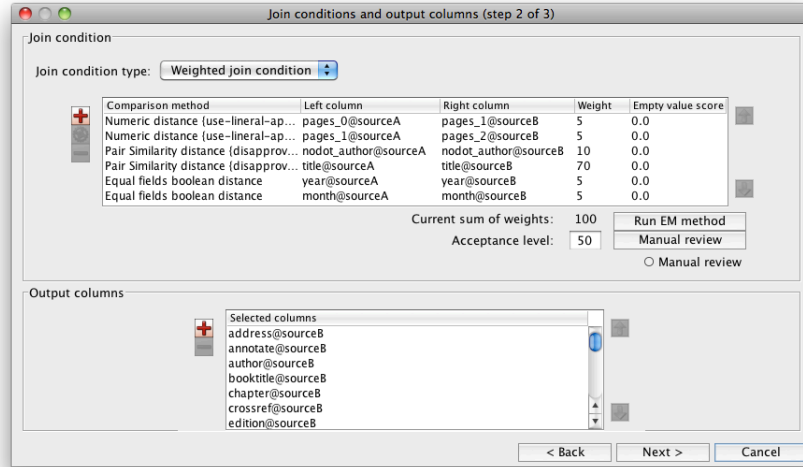 Join conditions and output columns (step 2 of 3)
Join condition
Join condition type: Weighted join condition
Comparison method Left column Right column Weight Empty value score
Numeric distance {use-lineral-ap... pages_0@sourceA pages_1@sourceB 5 0.0
Numeric distance {use-lineral-ap... pages_1@sourceA pages_2@sourceB 5 0.0
Pair Similarity distance {disapprov... nodot_author@sourceA nodot_author@sourceB 10 0.0
Pair Similarity distance {disapprov... title@sourceA title@sourceB 70 0.0
Equal fields boolean distance year@sourceA year@sourceB 5 0.0
Equal fields boolean distance month@sourceA month@sourceB 5 0.0
Current sum of weights: 100 Run EM method
Acceptance level: 50 Manual review
Manual review
Output columns
Selected columns
address@sourceB
annotate@sourceB
author@sourceB
booktitle@sourceB
chapter@sourceB
crossref@sourceB
edition@sourceB
< Back Next > Cancel